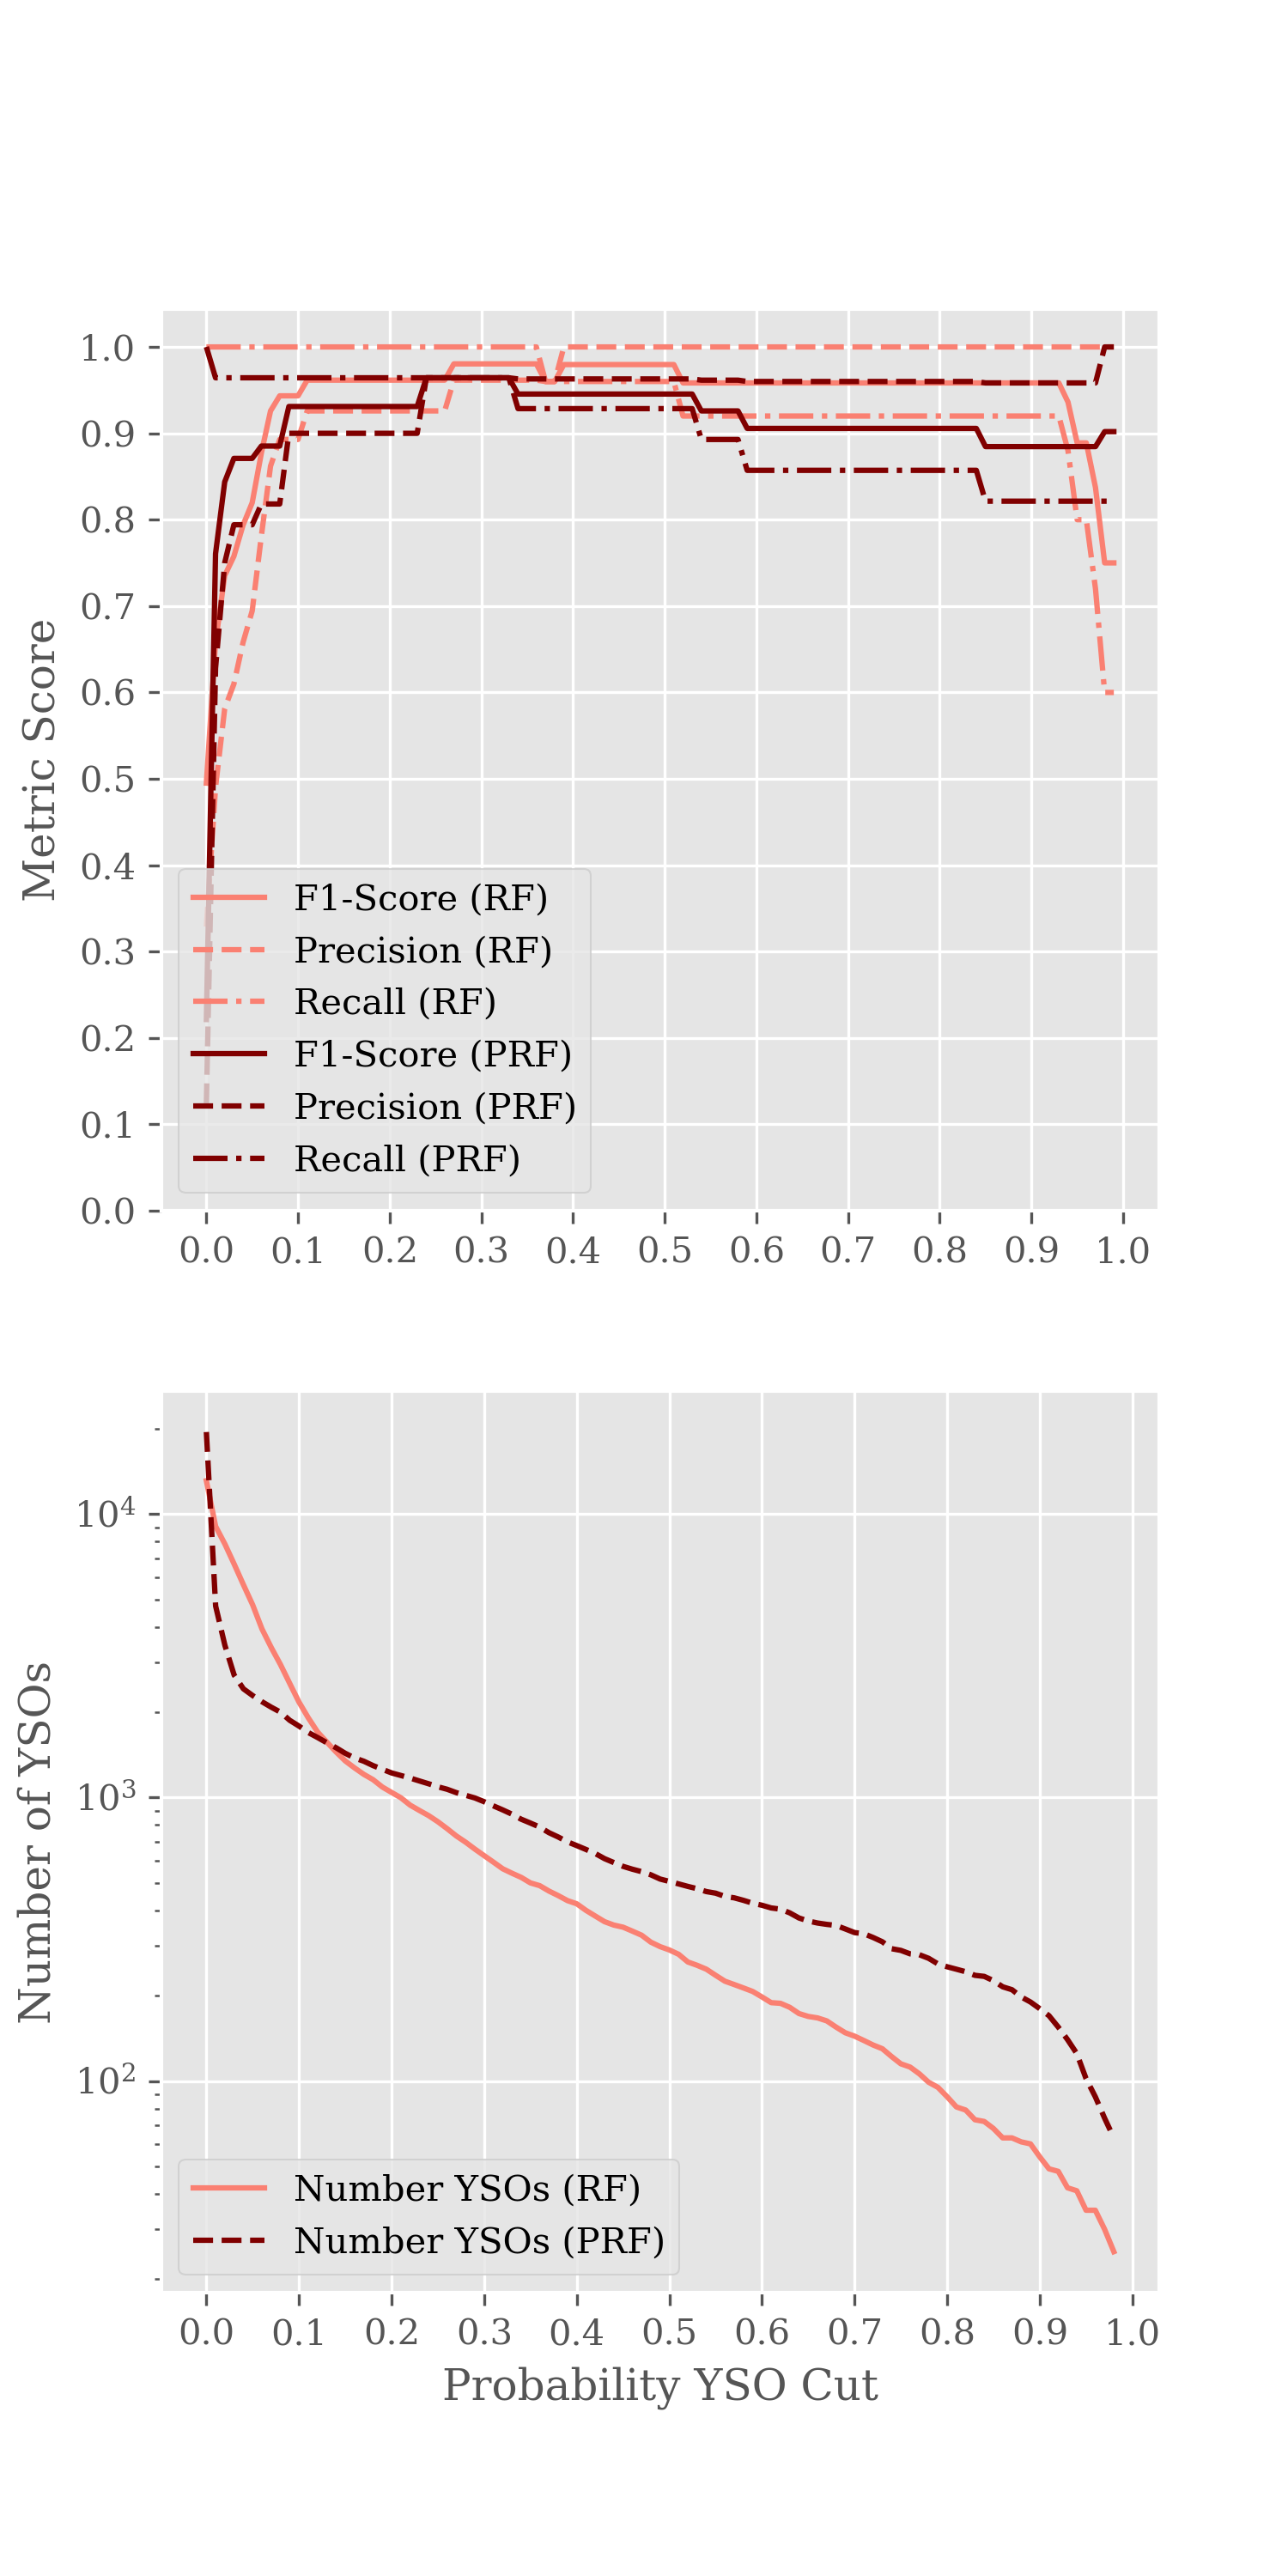 1.0
0.9
0.8
0.7
0.6
0.5
0.4
0.3
0.2
0.1
0.0
Metric Score
F1-Score (RF)
Precision (RF)
Recall (RF)
F1-Score (PRF)
Precision (PRF)
Recall (PRF)
0.0 0.1 0.2 0.3 0.4 0.5 0.6 0.7 0.8 0.9 1.0
10⁴
10³
10²
Number of YSOs
Number YSOs (RF)
Number YSOs (PRF)
0.0 0.1 0.2 0.3 0.4 0.5 0.6 0.7 0.8 0.9 1.0
Probability YSO Cut